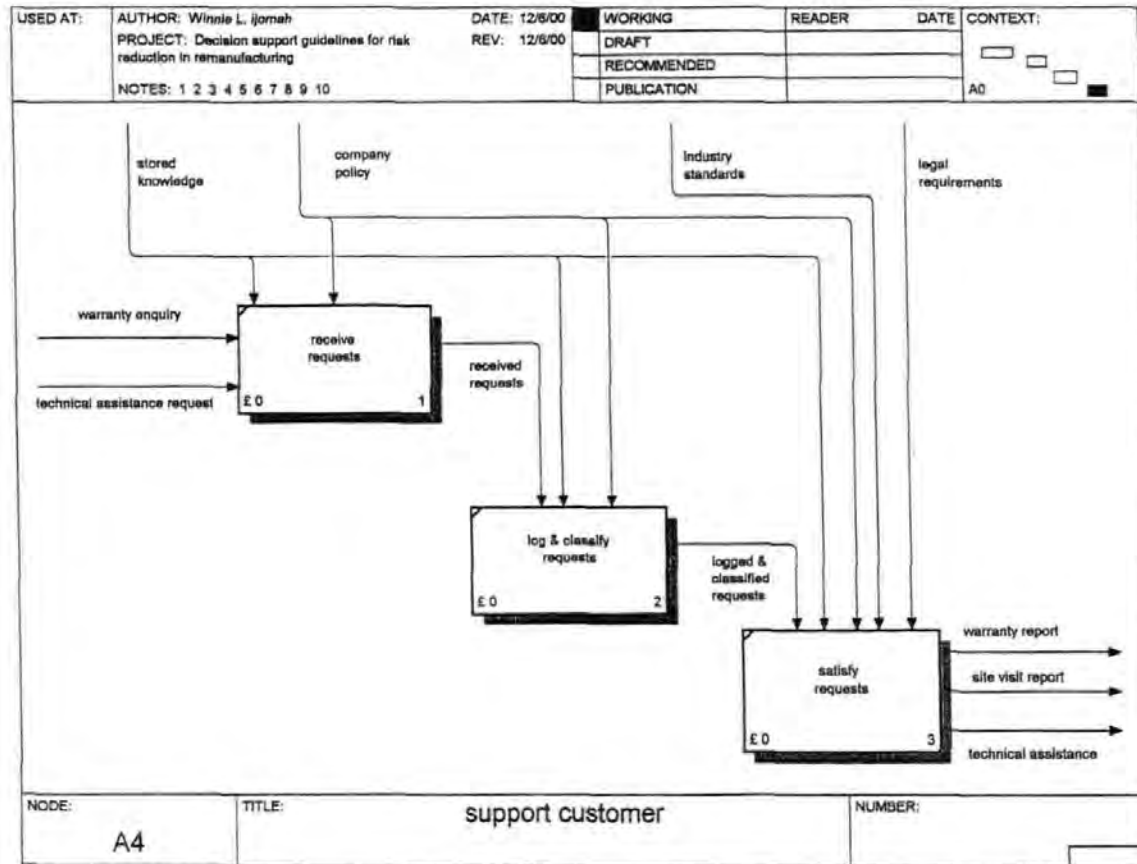 USED AT:
AUTHOR: Winnie L. Ijomah
DATE: 12/6/00
WORKING
READER
DATE
CONTEXT:
PROJECT: Decision support guidelines for risk
REV: 12/6/00
DRAFT
reduction in remanufacturing
RECOMMENDED
NOTES: 1 2 3 4 5 6 7 8 9 10
PUBLICATION
A0
stored
knowledge
company
policy
industry
standards
legal
requirements
warranty enquiry
technical assistance request
receive
requests
£ 0
1
received
requests
log & classify
requests
£ 0
2
logged &
classified
requests
satisfy
requests
£ 0
3
warranty report
site visit report
technical assistance
NODE:
A4
TITLE:
support customer
NUMBER: